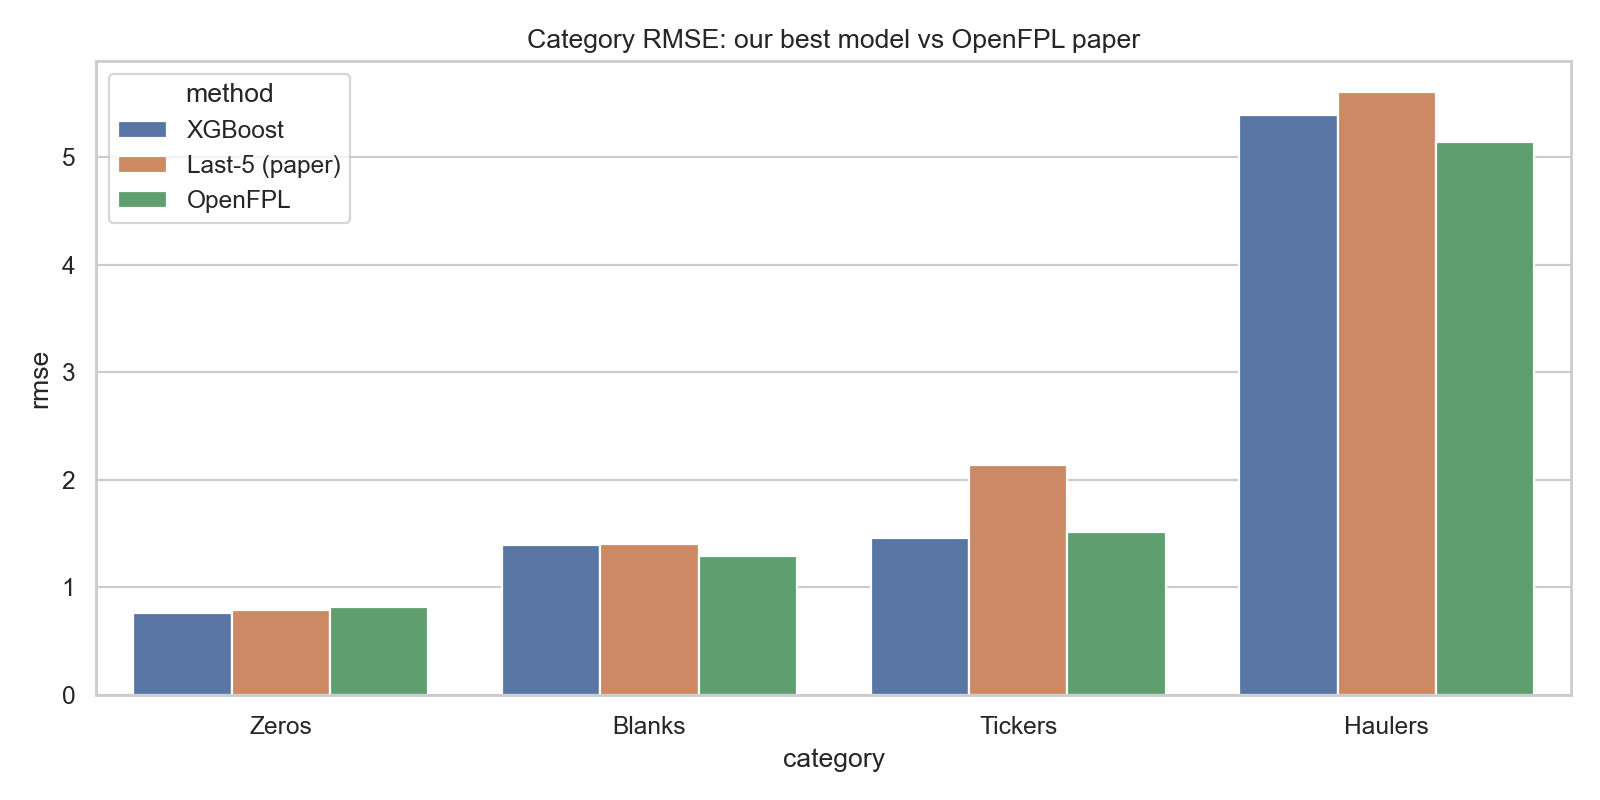 Category RMSE: our best model vs OpenFPL paper
method
XGBoost
Last-5 (paper)
OpenFPL
rmse
5
4
3
2
1
0
Zeros
Blanks
Tickers
Haulers
category